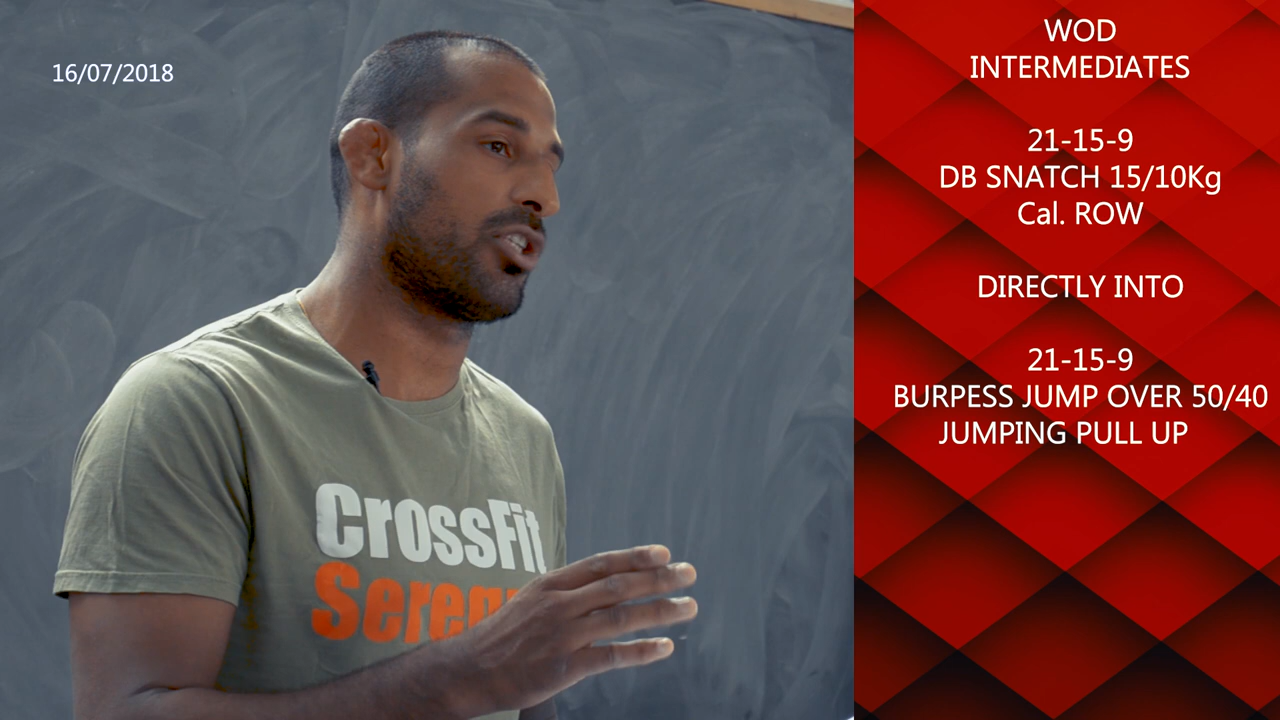 16/07/2018
CrossFit
WOD
INTERMEDIATES
21-15-9
DB SNATCH 15/10Kg
Cal. ROW
DIRECTLY INTO
21-15-9
BURPESS JUMP OVER 50/40
JUMPING PULL UP